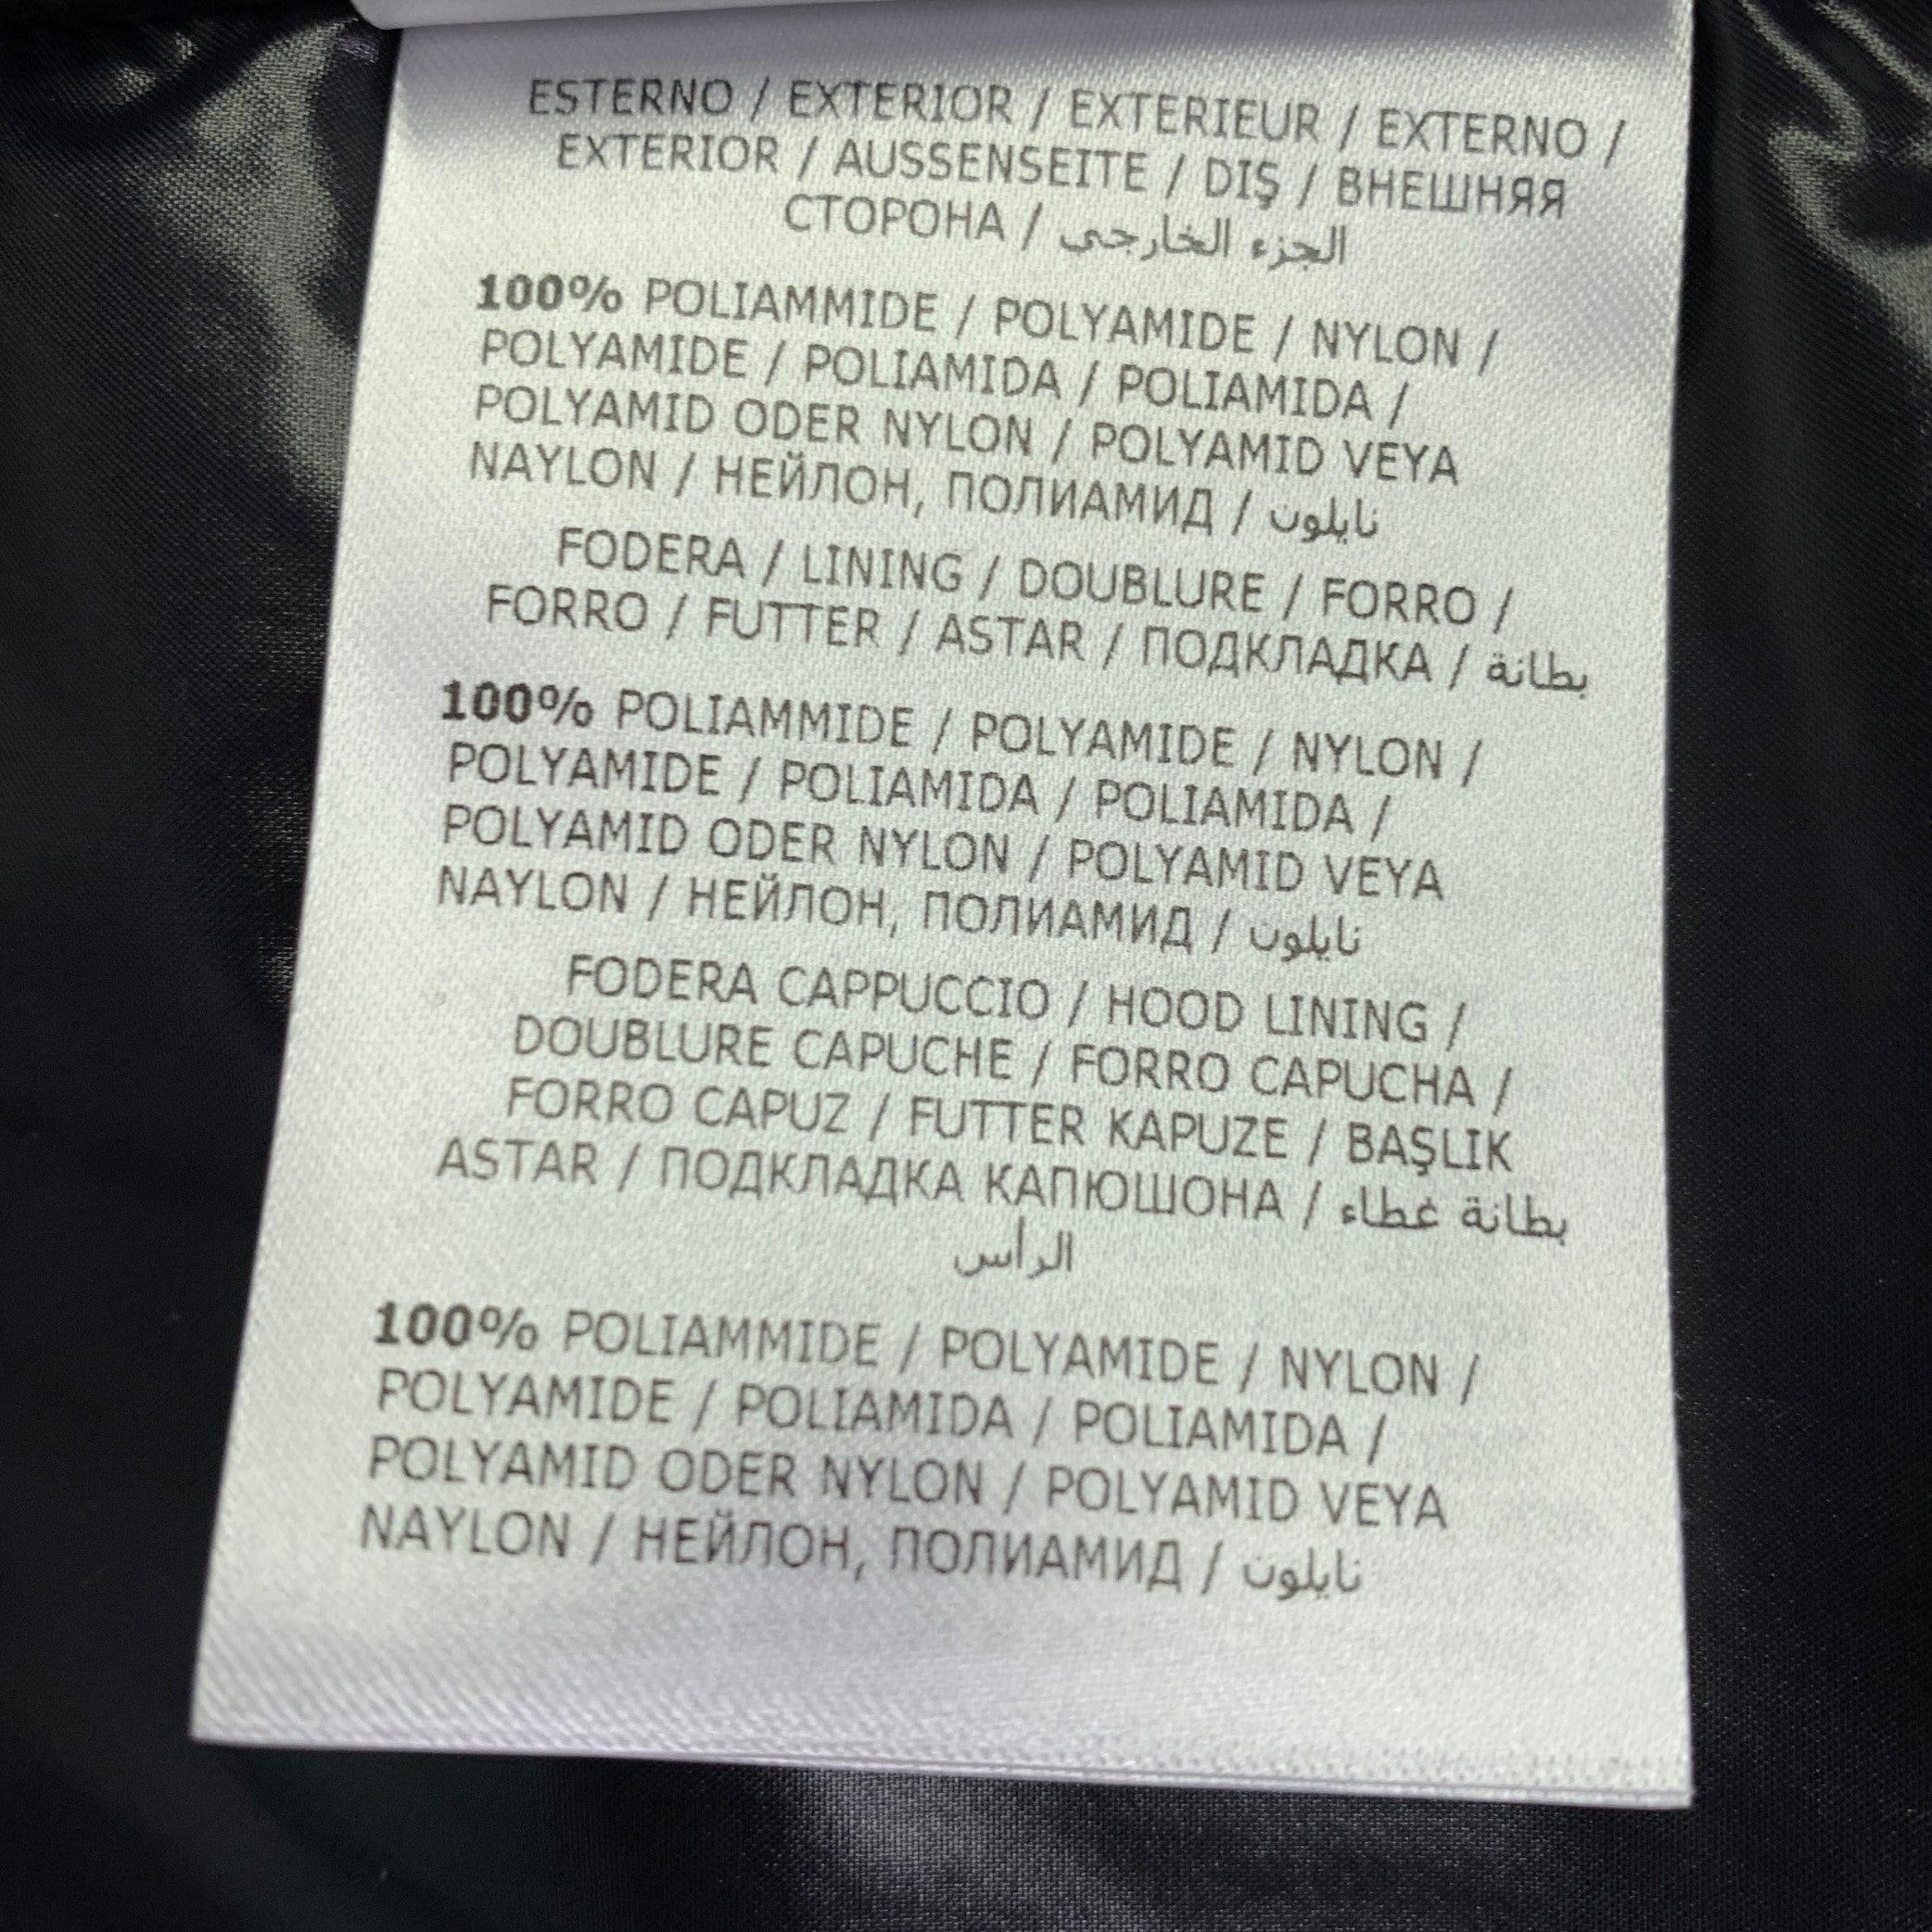 ESTERNO / EXTERIOR / EXTERIEUR / EXTERNO /
EXTERIOR / AUSSENSEITE / DIŞ / ВНЕШНЯЯ
СТОРОНА / الجزء الخارجي
100% POLIAMMIDE / POLYAMIDE / NYLON /
POLYAMIDE / POLIAMIDA / POLIAMIDA /
POLYAMID ODER NYLON / POLYAMID VEYA
NAYLON / НЕЙЛОН, ПОЛИАМИД / نايلون
FODERA / LINING / DOUBLURE / FORRO /
FORRO / FUTTER / ASTAR / ПОДКЛАДКА / بطانة
100% POLIAMMIDE / POLYAMIDE / NYLON /
POLYAMIDE / POLIAMIDA / POLIAMIDA /
POLYAMID ODER NYLON / POLYAMID VEYA
NAYLON / НЕЙЛОН, ПОЛИАМИД / نايلون
FODERA CAPPUCCIO / HOOD LINING /
DOUBLURE CAPUCHE / FORRO CAPUCHA /
FORRO CAPUZ / FUTTER KAPUZE / BAŞLIK
ASTAR / ПОДКЛАДКА КАПЮШОНА / بطانة غطاء
الرأس
100% POLIAMMIDE / POLYAMIDE / NYLON /
POLYAMIDE / POLIAMIDA / POLIAMIDA /
POLYAMID ODER NYLON / POLYAMID VEYA
NAYLON / НЕЙЛОН, ПОЛИАМИД / نايلون